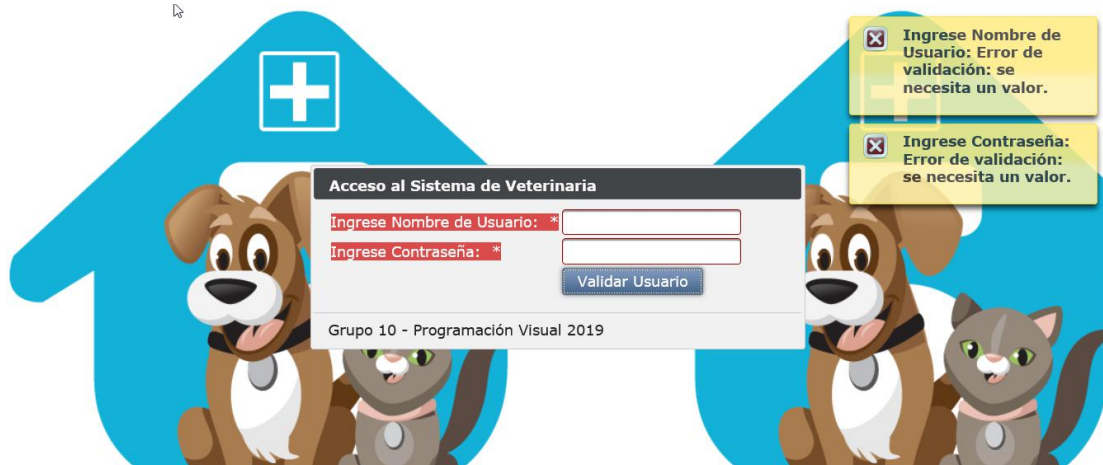 Ingrese Nombre de
Usuario: Error de
validación: se
necesita un valor.
Ingrese Contraseña:
Error de validación:
se necesita un valor.
Acceso al Sistema de Veterinaria
Ingrese Nombre de Usuario: *
Ingrese Contraseña: *
Validar Usuario
Grupo 10 - Programación Visual 2019